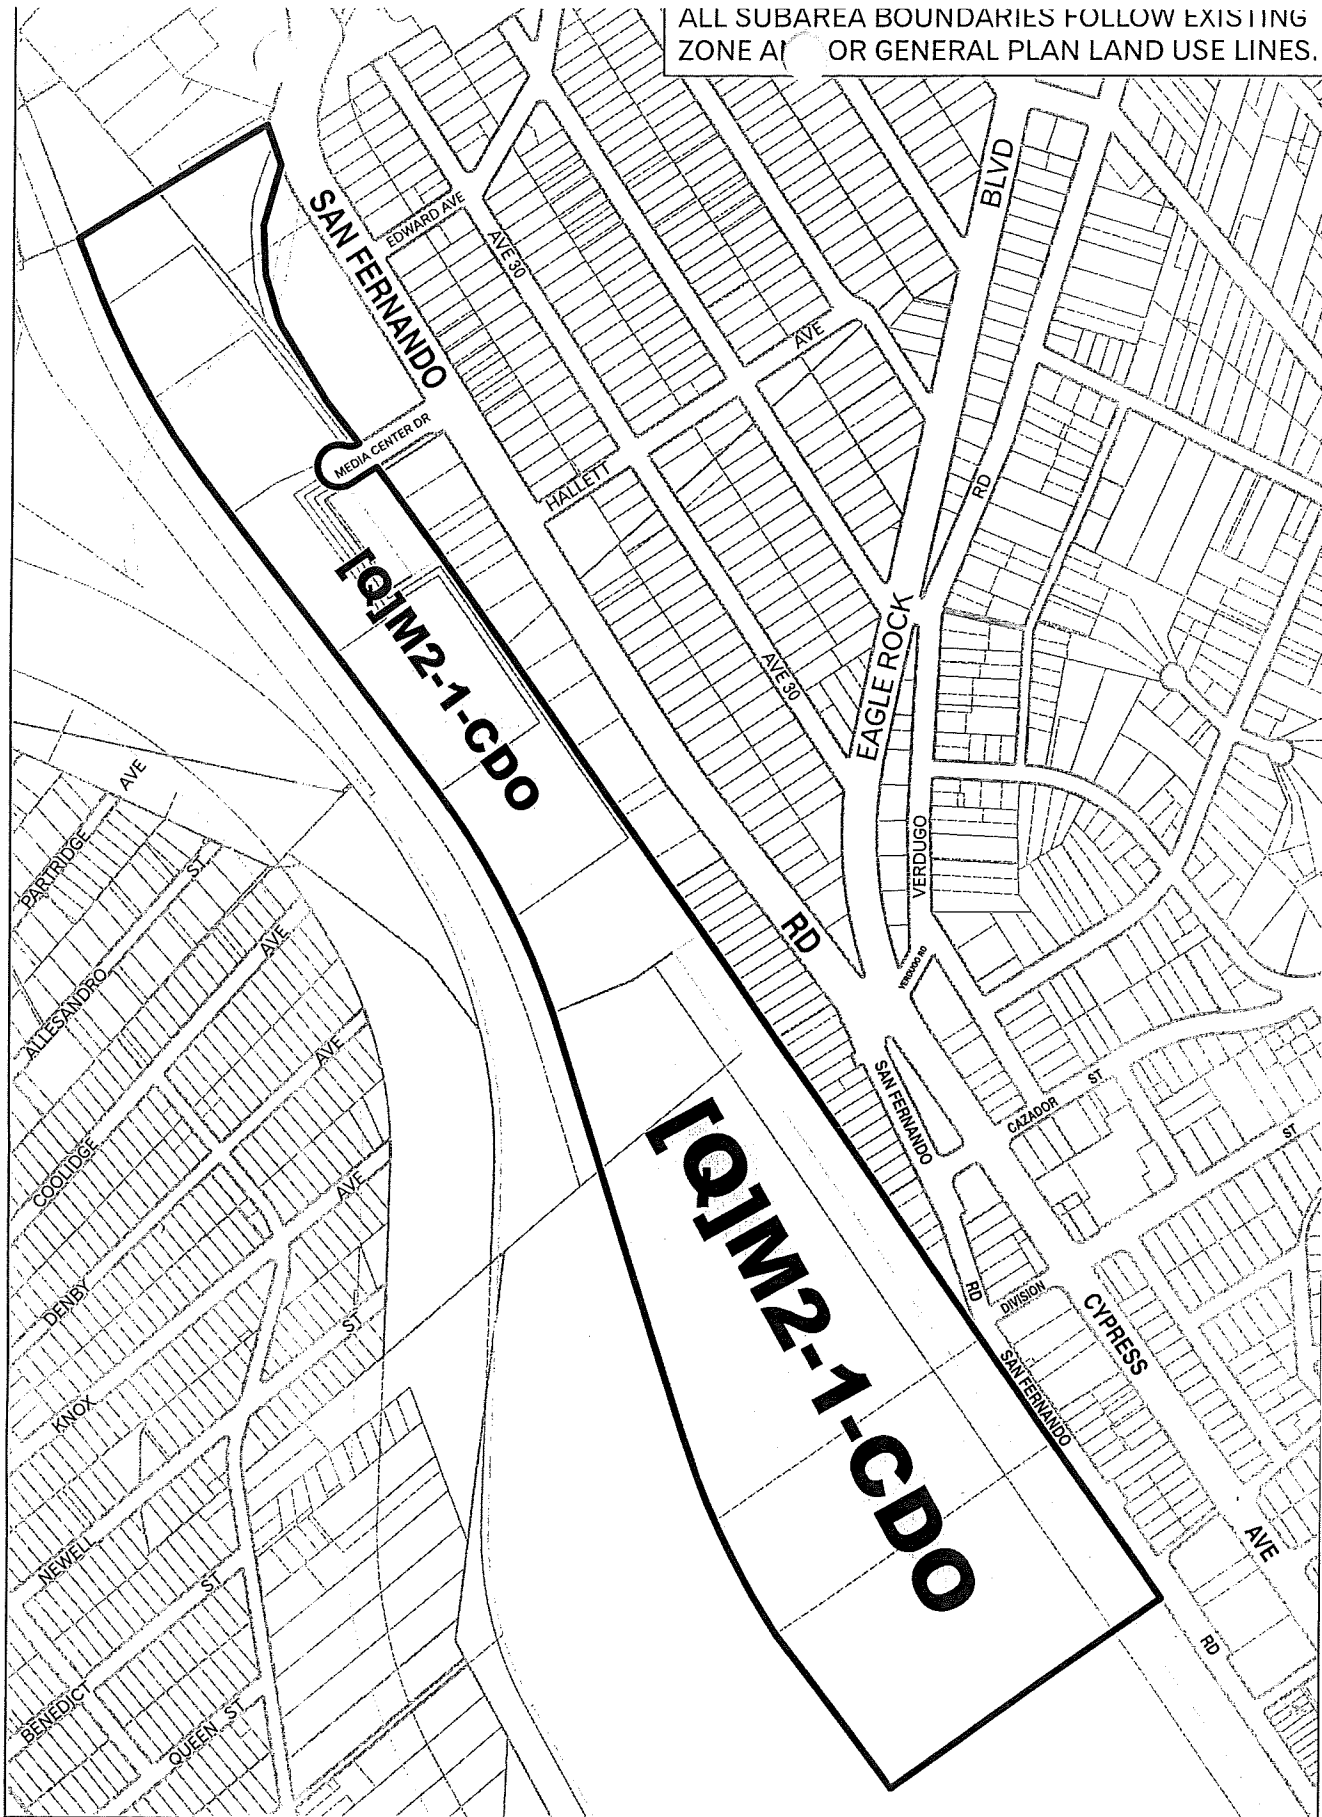 ALL SUBAREA BOUNDARIES FOLLOW EXISTING
ZONE AND OR GENERAL PLAN LAND USE LINES.
BLVD
SAN FERNANDO
EDWARD AVE
AVE 30
AVE
MEDIA CENTER DR
HALLETT
RD
[Q]M2-1-CDO
EAGLE ROCK
AVE 30
AVE
PARTRIDGE
ST
VERDUGO
RD
AVE
VERDUGO RD
ALLESANDRO
AVE
SAN FERNANDO
ST
CAZADOR
ST
COOLIDGE
AVE
[Q]M2-1-CDO
DENBY
RD
DIVISION
CYPRESS
ST
KNOX
SAN FERNANDO
AVE
NEWELL
ST
RD
BENEDICT
QUEEN ST